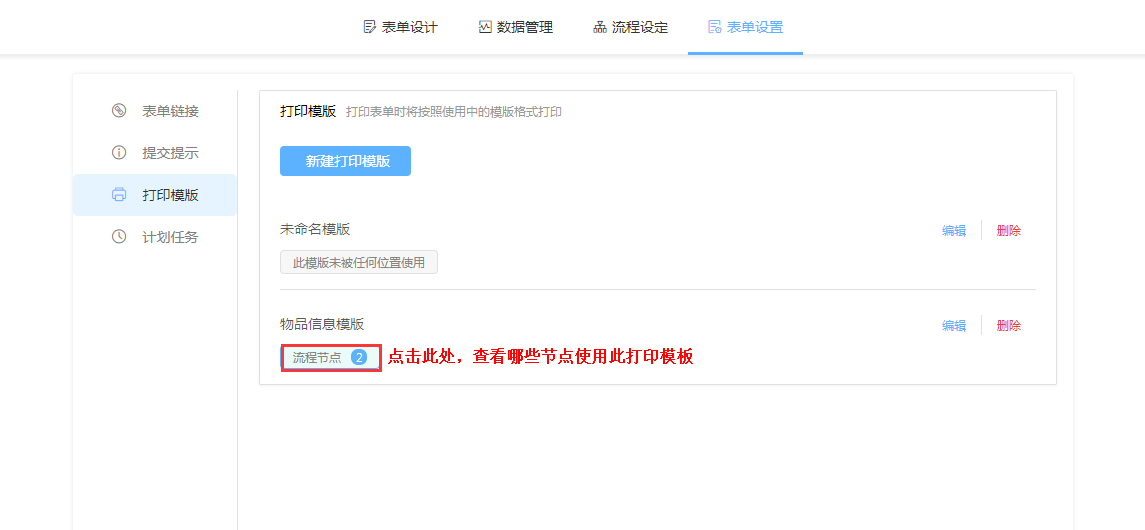 表单设计 数据管理 流程设定 表单设置
表单链接
提交提示
打印模版
计划任务
打印模版 打印表单时将按照使用中的模版格式打印
新建打印模版
未命名模版 编辑 删除
此模版未被任何位置使用
物品信息模版 编辑 删除
流程节点 2 点击此处，查看哪些节点使用此打印模板